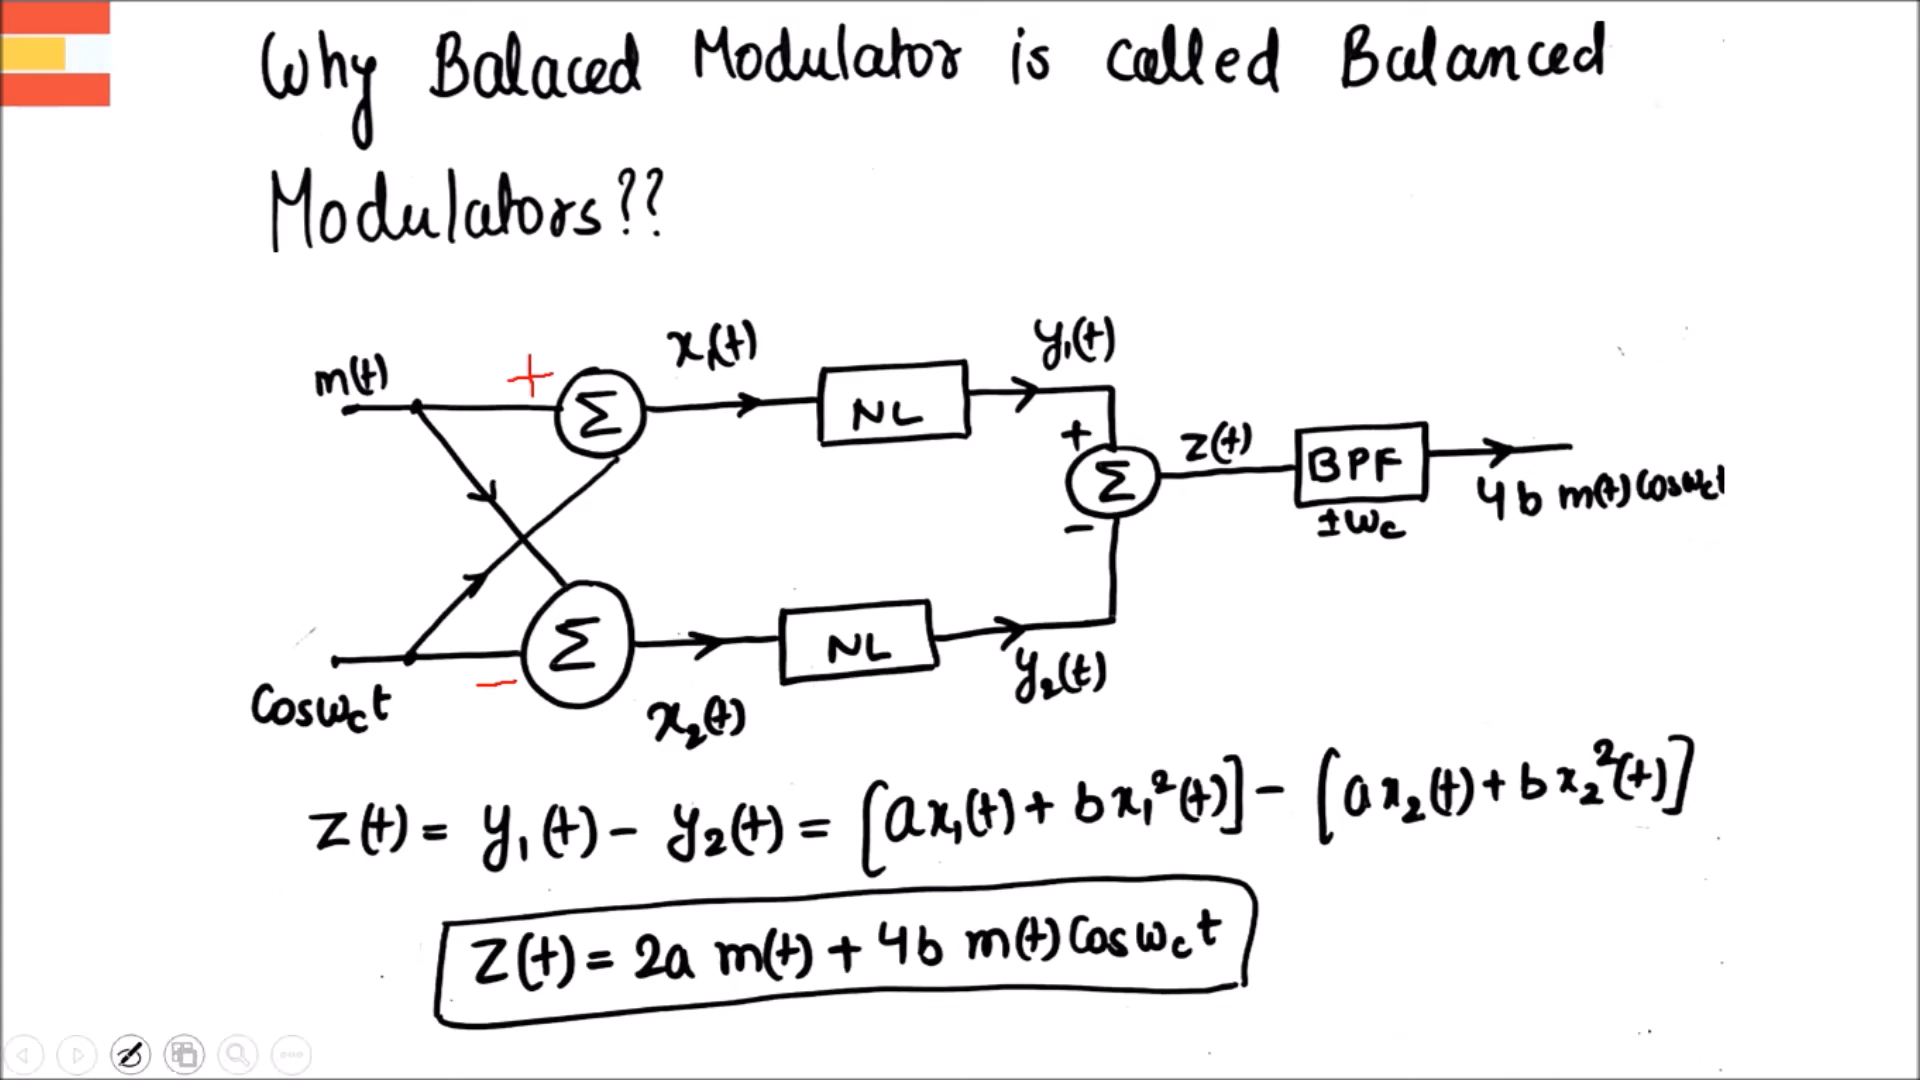 Why Balaced Modulator is called Balanced
Modulators??
m(t)
+
Σ
x₁(t)
NL
y₁(t)
+
Σ
-
z(t)
BPF
±ωc
4b m(t) Cosωct
Cosωct
-
Σ
x₂(t)
NL
y₂(t)
Z(t) = y₁(t) - y₂(t) = [ax₁(t) + bx₁²(t)] - [ax₂(t) + bx₂²(t)]
Z(t) = 2a m(t) + 4b m(t) Cosωct